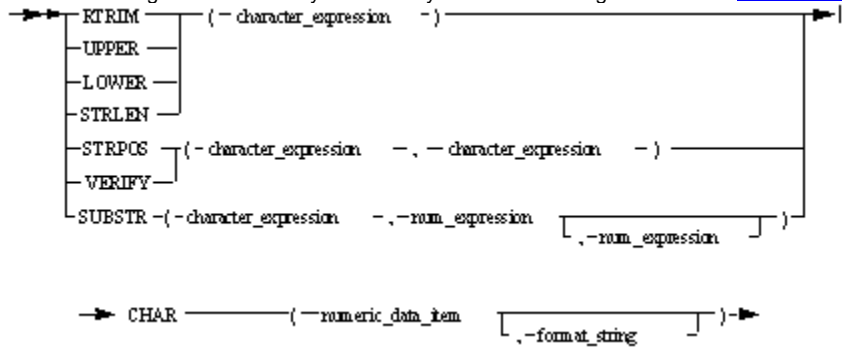 RTRIM ( character_expression )
UPPER
LOWER
STRLEN
STRPOS ( character_expression , character_expression )
VERIFY
SUBSTR ( character_expression , num_expression )
, num_expression
CHAR ( numeric_data_item )
, format_string